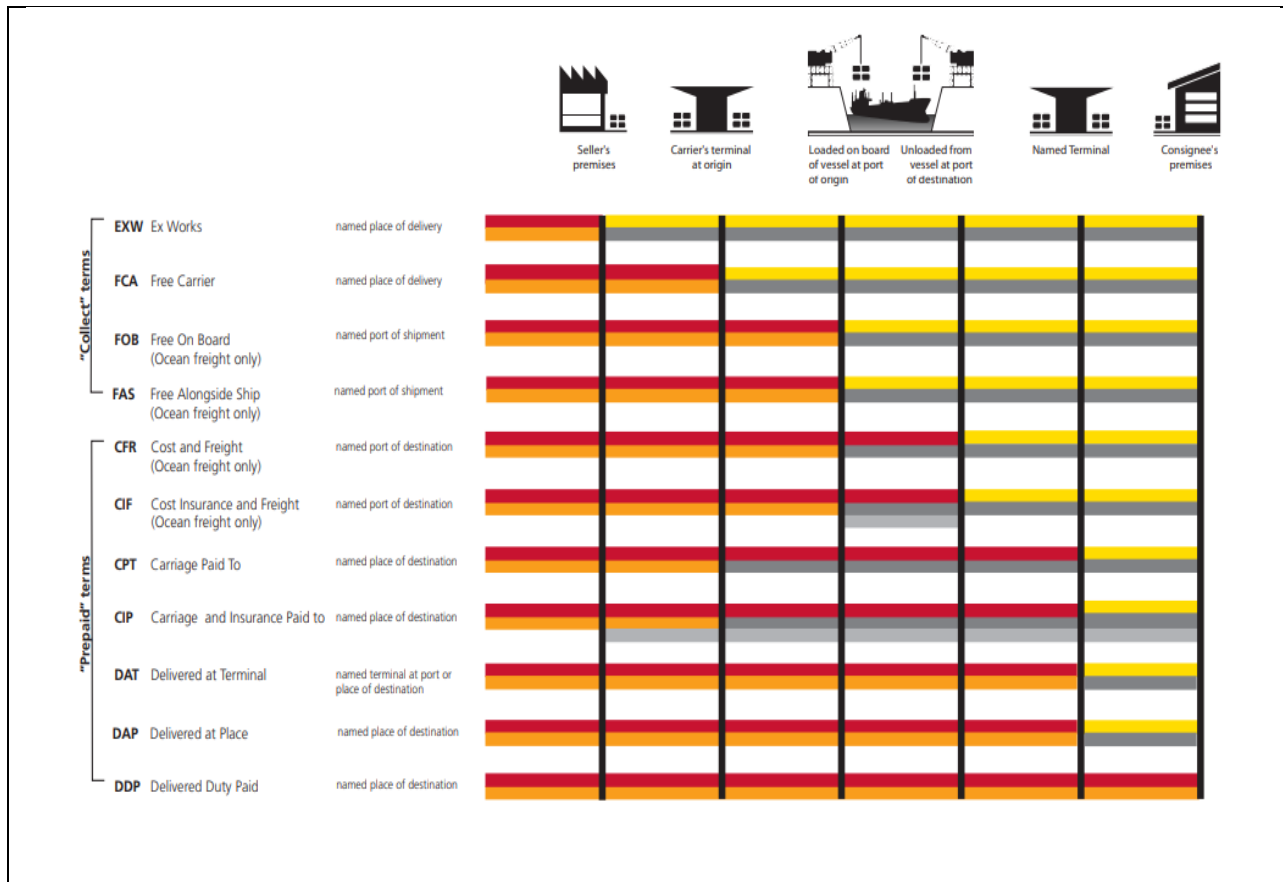 Seller's
premises
Carrier's terminal
at origin
Loaded on board
of vessel at port
of origin
Unloaded from
vessel at port
of destination
Named Terminal
Consignee's
premises
"Collect" terms
EXW Ex Works named place of delivery
FCA Free Carrier named place of delivery
FOB Free On Board named port of shipment
(Ocean freight only)
FAS Free Alongside Ship named port of shipment
(Ocean freight only)
"Prepaid" terms
CFR Cost and Freight named port of destination
(Ocean freight only)
CIF Cost Insurance and Freight named port of destination
(Ocean freight only)
CPT Carriage Paid To named place of destination
CIP Carriage and Insurance Paid to named place of destination
DAT Delivered at Terminal named terminal at port or
place of destination
DAP Delivered at Place named place of destination
DDP Delivered Duty Paid named place of destination